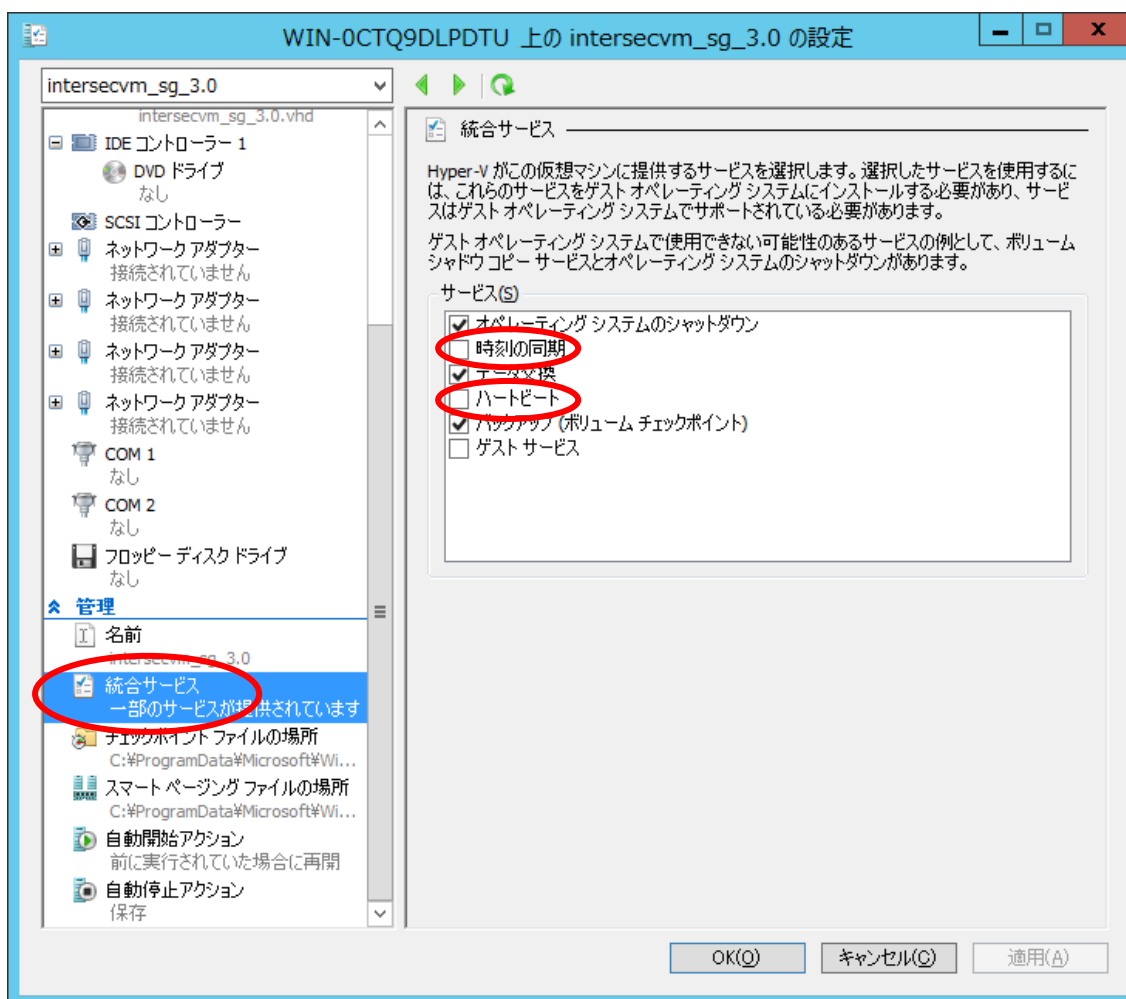 WIN-0CTQ9DLPDTU 上の intersecvm_sg_3.0 の設定
intersecvm_sg_3.0
intersecvm_sg_3.0.vhd
IDE コントローラー 1
DVD ドライブ
なし
SCSI コントローラー
ネットワーク アダプター
接続されていません
ネットワーク アダプター
接続されていません
ネットワーク アダプター
接続されていません
ネットワーク アダプター
接続されていません
COM 1
なし
COM 2
なし
フロッピー ディスク ドライブ
なし
管理
名前
intersecvm_sg_3.0
統合サービス
一部のサービスが提供されています
チェックポイント ファイルの場所
C:¥ProgramData¥Microsoft¥Wi...
スマート ページング ファイルの場所
C:¥ProgramData¥Microsoft¥Wi...
自動開始アクション
前に実行されていた場合に再開
自動停止アクション
保存
統合サービス
Hyper-V がこの仮想マシンに提供するサービスを選択します。選択したサービスを使用するに
は、これらのサービスをゲスト オペレーティング システムにインストールする必要があり、サービ
スはゲスト オペレーティング システムでサポートされている必要があります。
ゲスト オペレーティング システムで使用できない可能性のあるサービスの例として、ボリューム
シャドウ コピー サービスとオペレーティング システムのシャットダウンがあります。
サービス(S)
オペレーティング システムのシャットダウン
時刻の同期
データ交換
ハートビート
バックアップ (ボリューム チェックポイント)
ゲスト サービス
OK(O)
キャンセル(C)
適用(A)